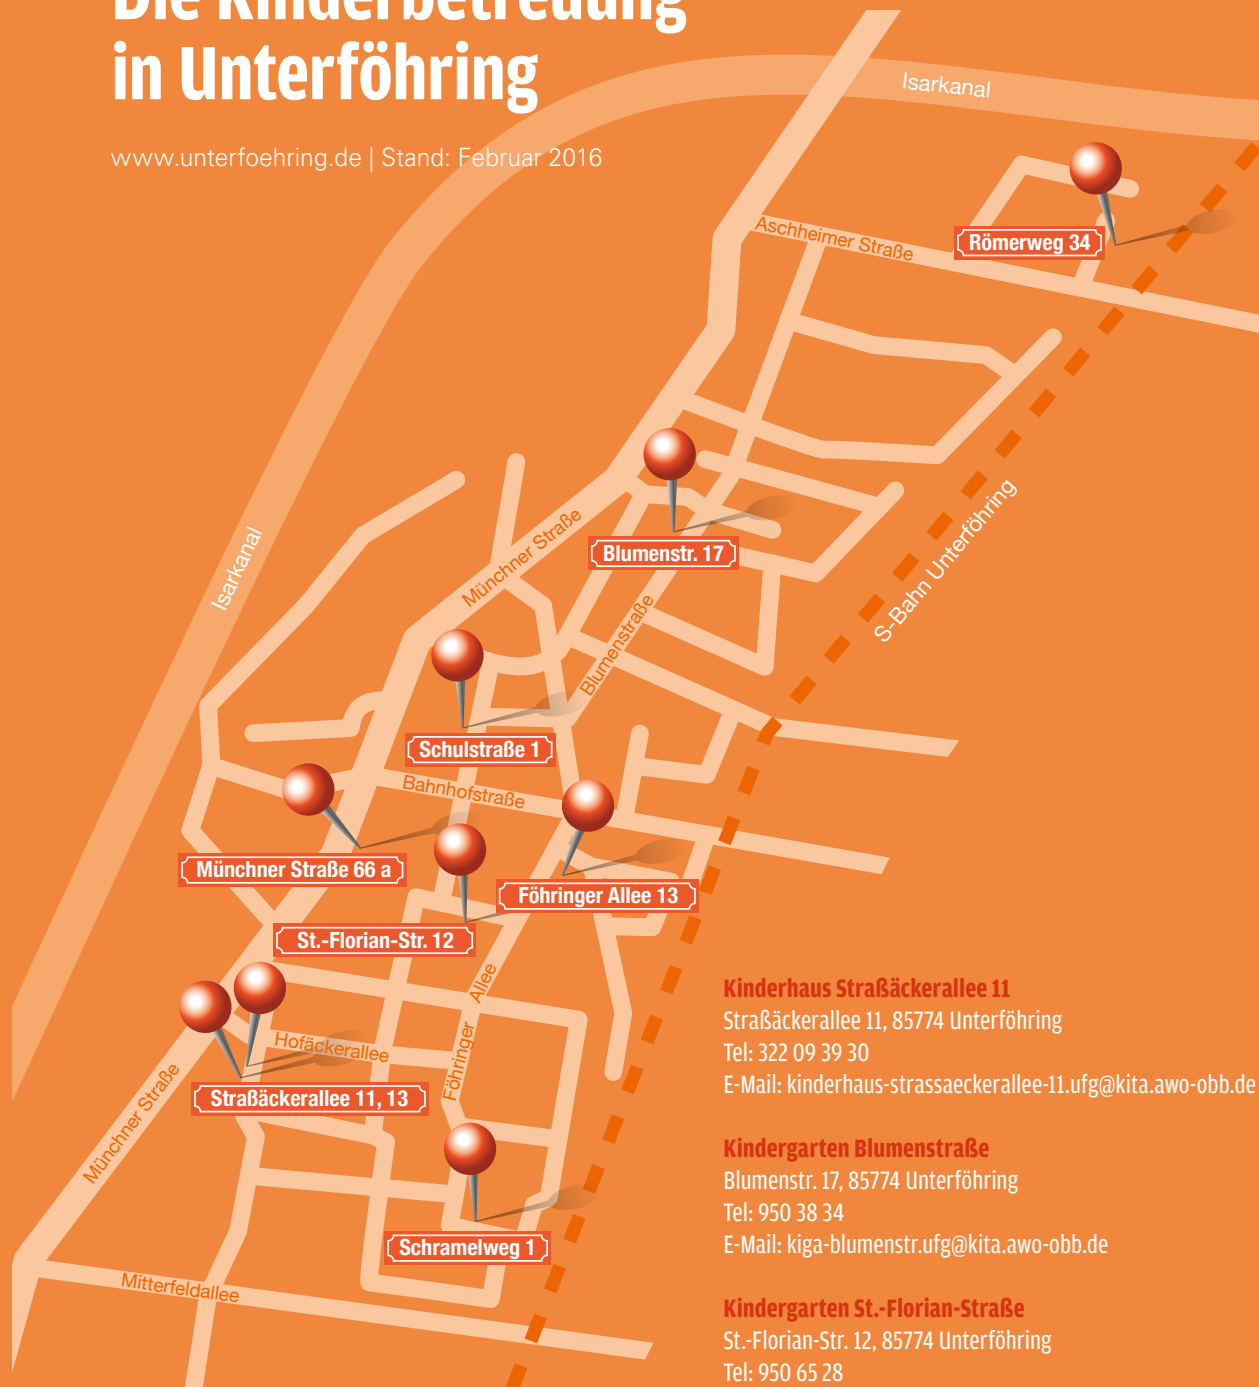 Die Kinderbetreuung
in Unterföhring
www.unterfoehring.de | Stand: Februar 2016
Isarkanal
Aschheimer Straße
Römerweg 34
Münchner Straße
Blumenstr. 17
Isarkanal
S-Bahn Unterföhring
Blumenstraße
Schulstraße 1
Bahnhofstraße
Münchner Straße 66 a
Föhringer Allee 13
St.-Florian-Str. 12
Föhringer Allee
Hofäckerallee
Straßäckerallee 11, 13
Münchner Straße
Schramelweg 1
Mitterfeldallee
Kinderhaus Straßäckerallee 11
Straßäckerallee 11, 85774 Unterföhring
Tel: 322 09 39 30
E-Mail: kinderhaus-strassaeckerallee-11.ufg@kita.awo-obb.de
Kindergarten Blumenstraße
Blumenstr. 17, 85774 Unterföhring
Tel: 950 38 34
E-Mail: kiga-blumenstr.ufg@kita.awo-obb.de
Kindergarten St.-Florian-Straße
St.-Florian-Str. 12, 85774 Unterföhring
Tel: 950 65 28